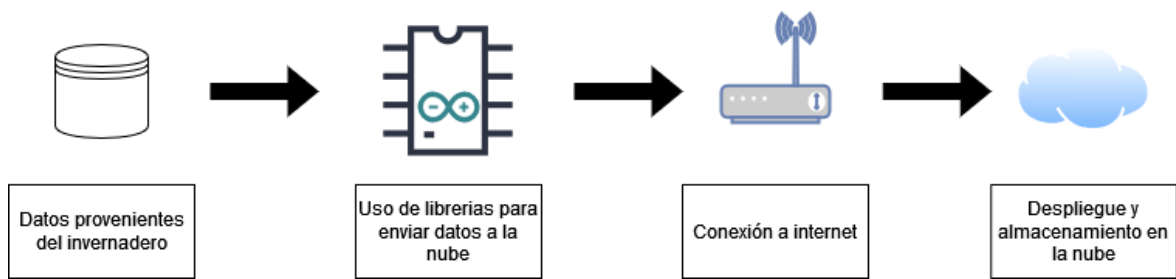 Datos provenientes
del invernadero
Uso de librerias para
enviar datos a la
nube
Conexión a internet
Despliegue y
almacenamiento en
la nube